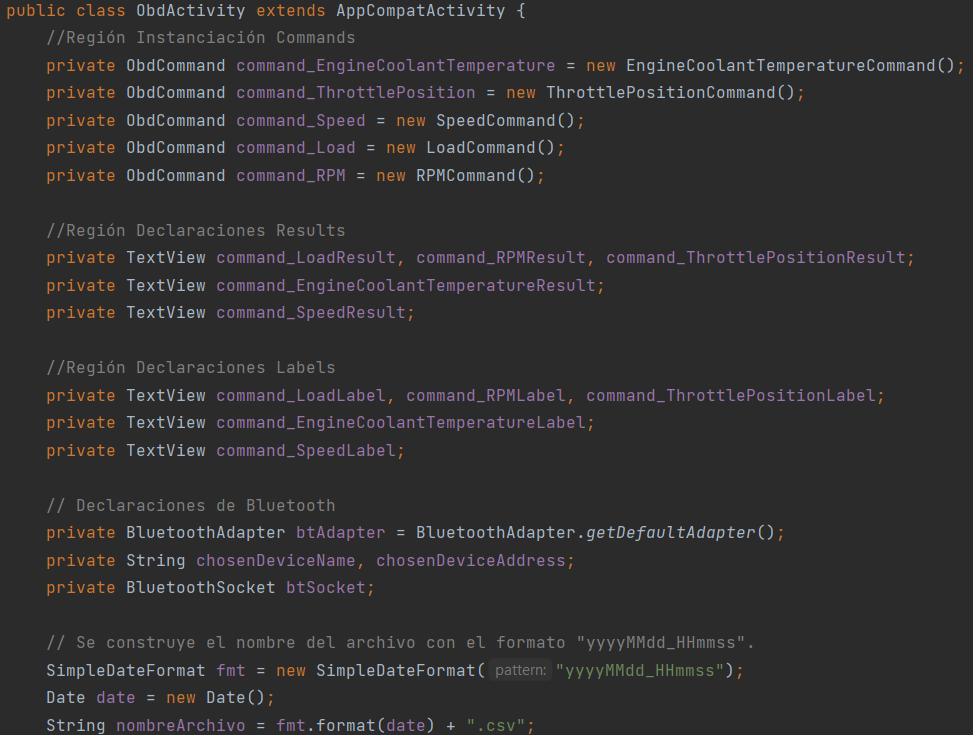 public class ObdActivity extends AppCompatActivity {
//Región Instanciación Commands
private ObdCommand command_EngineCoolantTemperature = new EngineCoolantTemperatureCommand();
private ObdCommand command_ThrottlePosition = new ThrottlePositionCommand();
private ObdCommand command_Speed = new SpeedCommand();
private ObdCommand command_Load = new LoadCommand();
private ObdCommand command_RPM = new RPMCommand();
//Región Declaraciones Results
private TextView command_LoadResult, command_RPMResult, command_ThrottlePositionResult;
private TextView command_EngineCoolantTemperatureResult;
private TextView command_SpeedResult;
//Región Declaraciones Labels
private TextView command_LoadLabel, command_RPMLabel, command_ThrottlePositionLabel;
private TextView command_EngineCoolantTemperatureLabel;
private TextView command_SpeedLabel;
// Declaraciones de Bluetooth
private BluetoothAdapter btAdapter = BluetoothAdapter.getDefaultAdapter();
private String chosenDeviceName, chosenDeviceAddress;
private BluetoothSocket btSocket;
// Se construye el nombre del archivo con el formato "yyyyMMdd_HHmmss".
SimpleDateFormat fmt = new SimpleDateFormat( pattern: "yyyyMMdd_HHmmss");
Date date = new Date();
String nombreArchivo = fmt.format(date) + ".csv";